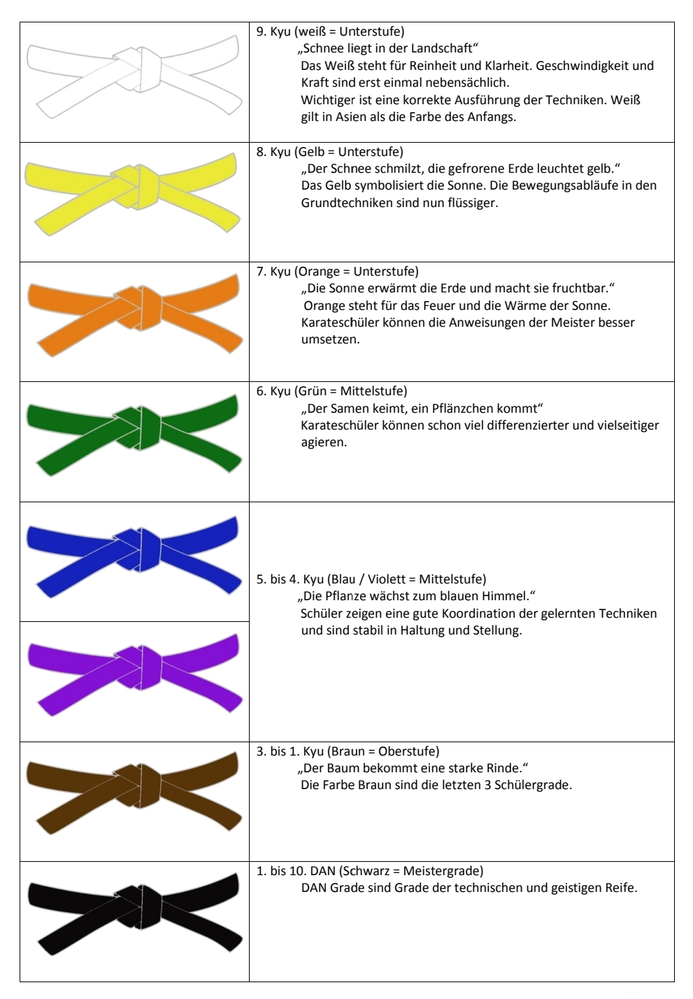 9. Kyu (weiß = Unterstufe)
„Schnee liegt in der Landschaft“
Das Weiß steht für Reinheit und Klarheit. Geschwindigkeit und
Kraft sind erst einmal nebensächlich.
Wichtiger ist eine korrekte Ausführung der Techniken. Weiß
gilt in Asien als die Farbe des Anfangs.
8. Kyu (Gelb = Unterstufe)
„Der Schnee schmilzt, die gefrorene Erde leuchtet gelb.“
Das Gelb symbolisiert die Sonne. Die Bewegungsabläufe in den
Grundtechniken sind nun flüssiger.
7. Kyu (Orange = Unterstufe)
„Die Sonne erwärmt die Erde und macht sie fruchtbar.“
Orange steht für das Feuer und die Wärme der Sonne.
Karateschüler können die Anweisungen der Meister besser
umsetzen.
6. Kyu (Grün = Mittelstufe)
„Der Samen keimt, ein Pflänzchen kommt“
Karateschüler können schon viel differenzierter und vielseitiger
agieren.
5. bis 4. Kyu (Blau / Violett = Mittelstufe)
„Die Pflanze wächst zum blauen Himmel.“
Schüler zeigen eine gute Koordination der gelernten Techniken
und sind stabil in Haltung und Stellung.
3. bis 1. Kyu (Braun = Oberstufe)
„Der Baum bekommt eine starke Rinde.“
Die Farbe Braun sind die letzten 3 Schülergrade.
1. bis 10. DAN (Schwarz = Meistergrade)
DAN Grade sind Grade der technischen und geistigen Reife.